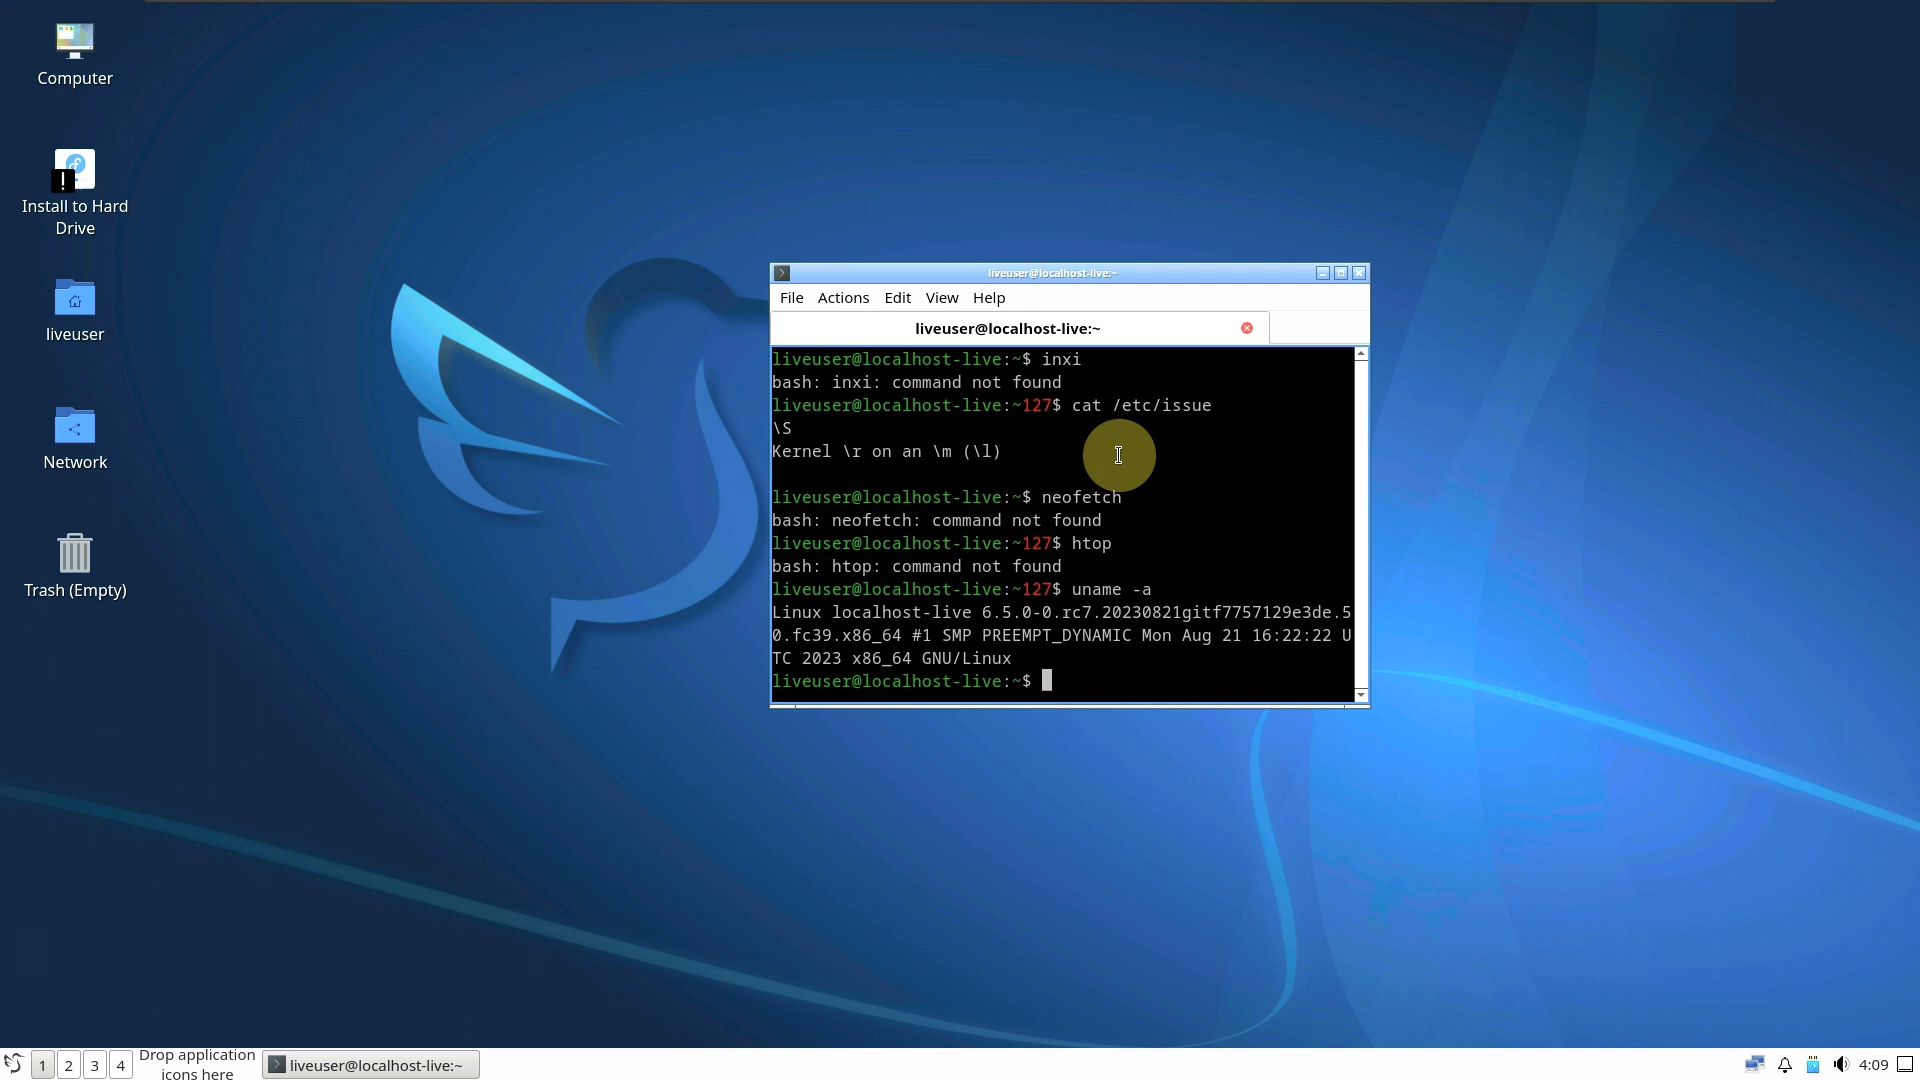 Computer
Install to Hard
Drive
liveuser
Network
Trash (Empty)
liveuser@localhost-live:~
File Actions Edit View Help
liveuser@localhost-live:~
liveuser@localhost-live:~$ inxi
bash: inxi: command not found
liveuser@localhost-live:~127$ cat /etc/issue
\S
Kernel \r on an \m (\l)
liveuser@localhost-live:~$ neofetch
bash: neofetch: command not found
liveuser@localhost-live:~127$ htop
bash: htop: command not found
liveuser@localhost-live:~127$ uname -a
Linux localhost-live 6.5.0-0.rc7.20230821gitf7757129e3de.5
0.fc39.x86_64 #1 SMP PREEMPT_DYNAMIC Mon Aug 21 16:22:22 U
TC 2023 x86_64 GNU/Linux
liveuser@localhost-live:~$
1 2 3 4
Drop application
icons here
liveuser@localhost-live:~
4:09